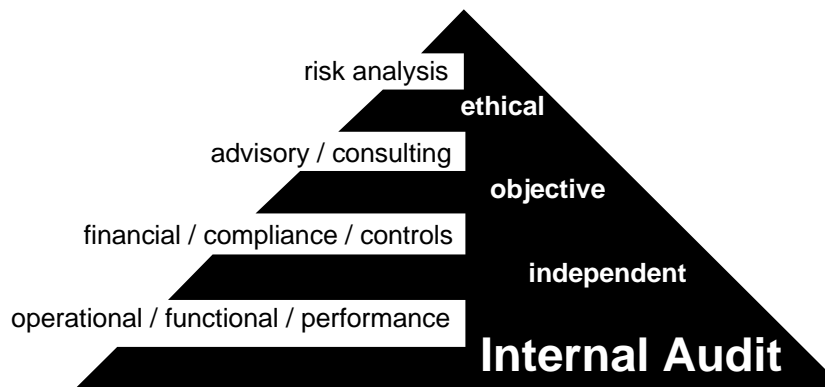 risk analysis
ethical
advisory / consulting
objective
financial / compliance / controls
independent
operational / functional / performance
Internal Audit